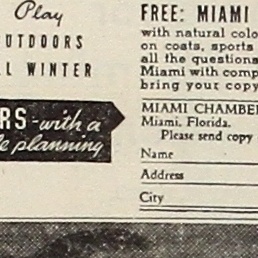 Play
UTDOORS
L WINTER
RS-with a
e planning
FREE: MIAMI
with natural colo
on costs, sports
all the questions
Miami with comp
bring your copy
MIAMI CHAMBE
Miami, Florida.
Please send copy
Name
Address
City